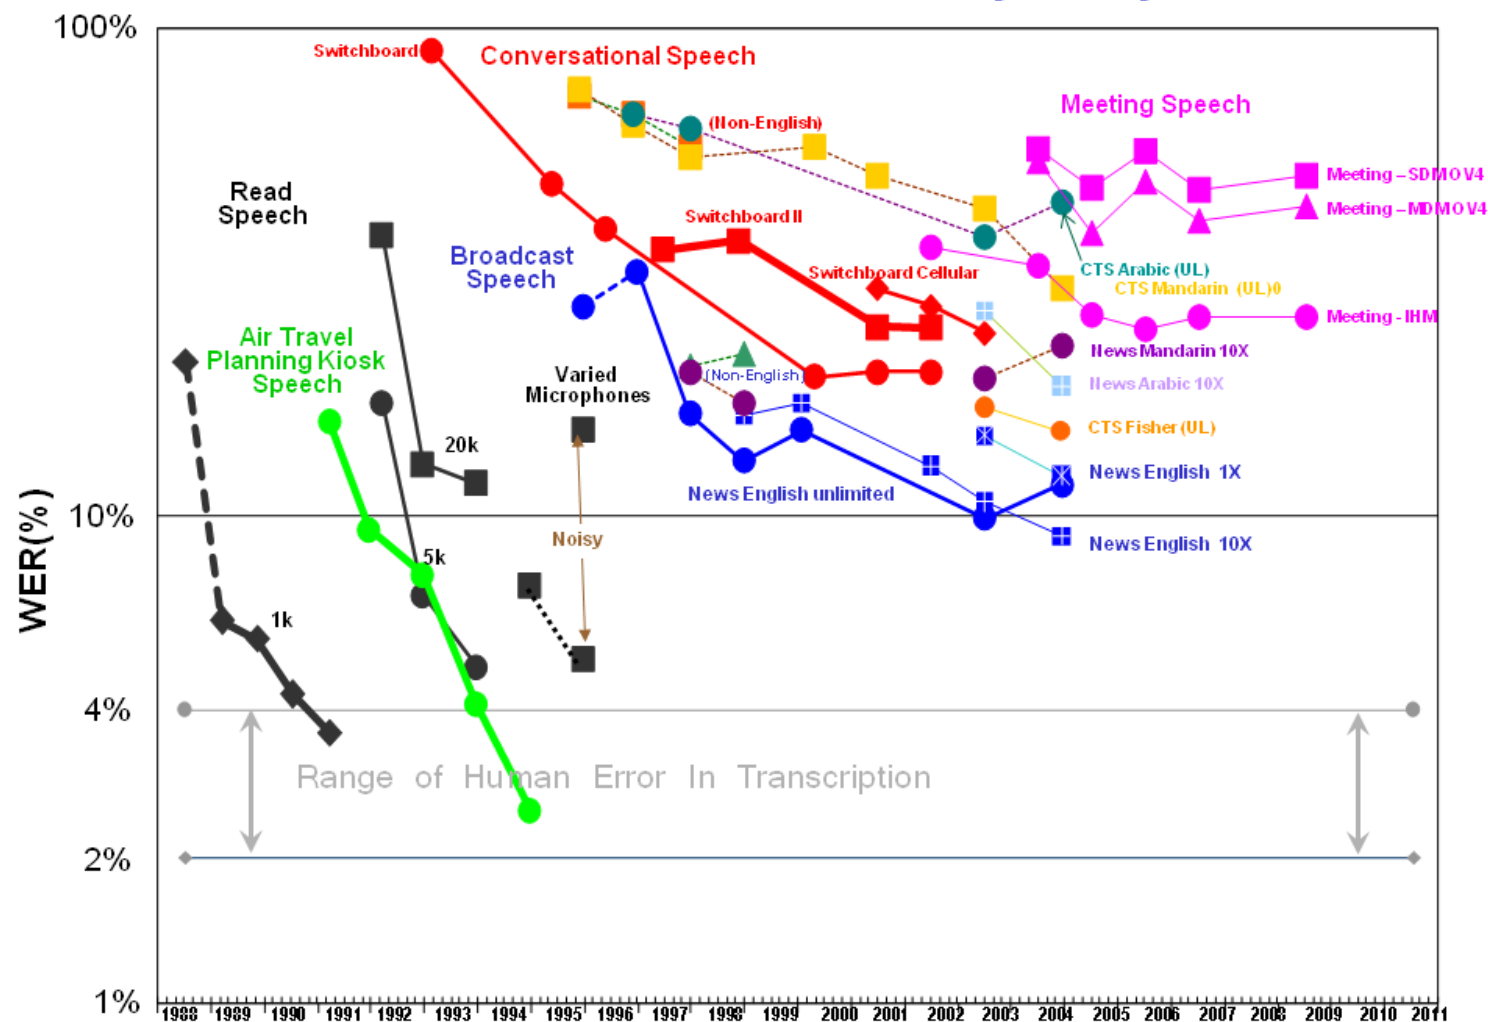 100%
Switchboard
Conversational Speech
Meeting Speech
(Non-English)
Read
Speech
Meeting – SDM OV4
Meeting – MDM OV4
Switchboard II
Broadcast
Speech
Switchboard Cellular
CTS Arabic (UL)
CTS Mandarin (UL)0
Meeting - IHM
Air Travel
Planning Kiosk
Speech
Varied
Microphones
(Non-English)
News Mandarin 10X
News Arabic 10X
20k
CTS Fisher (UL)
News English 1X
News English unlimited
WER(%)
10%
Noisy
5k
News English 10X
1k
4%
Range of Human Error In Transcription
2%
1%
1988 1989 1990 1991 1992 1993 1994 1995 1996 1997 1998 1999 2000 2001 2002 2003 2004 2005 2006 2007 2008 2009 2010 2011